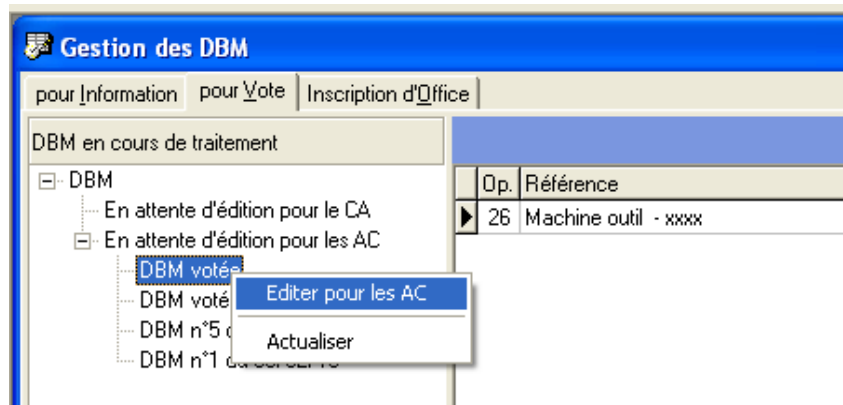 Gestion des DBM
pour Information pour Vote Inscription d'Office
DBM en cours de traitement
Op. Référence
DBM
26 Machine outil - xxxx
En attente d'édition pour le CA
En attente d'édition pour les AC
DBM votée
Editer pour les AC
DBM voté
DBM n°5
Actualiser
DBM n°1